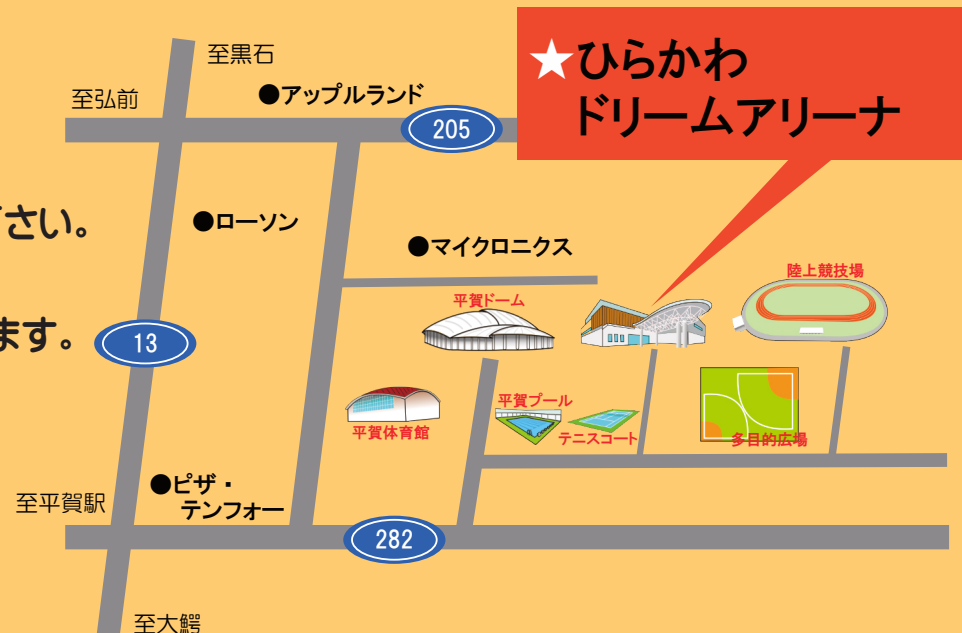 至黒石
★ひらかわ
ドリームアリーナ
至弘前
●アップルランド
205
さい。
●ローソン
●マイクロニクス
陸上競技場
平賀ドーム
ます。
13
平賀プール
平賀体育館
テニスコート
多目的広場
●ピザ・
テンフォー
至平賀駅
282
至大鰐